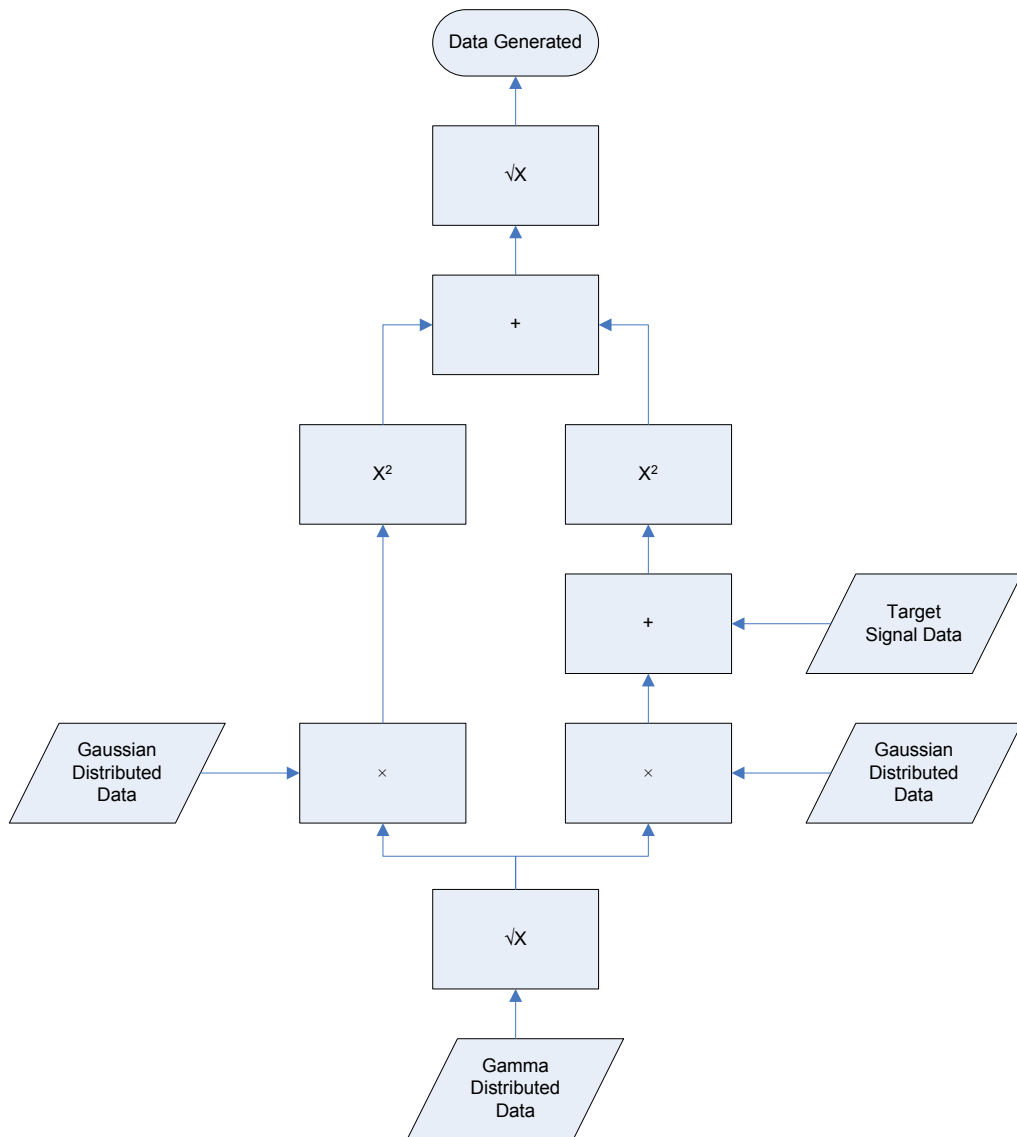 Data Generated
√X
+
X²
X²
+
Target
Signal Data
Gaussian
Distributed
Data
×
×
Gaussian
Distributed
Data
√X
Gamma
Distributed
Data